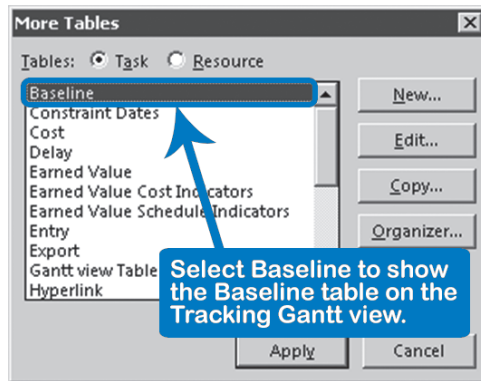 More Tables
Tables: Task Resource
Baseline
Constraint Dates
Cost
Delay
Earned Value
Earned Value Cost Indicators
Earned Value Schedule Indicators
Entry
Export
Gantt view Table
Hyperlink
New...
Edit...
Copy...
Organizer...
Select Baseline to show
the Baseline table on the
Tracking Gantt view.
Apply
Cancel